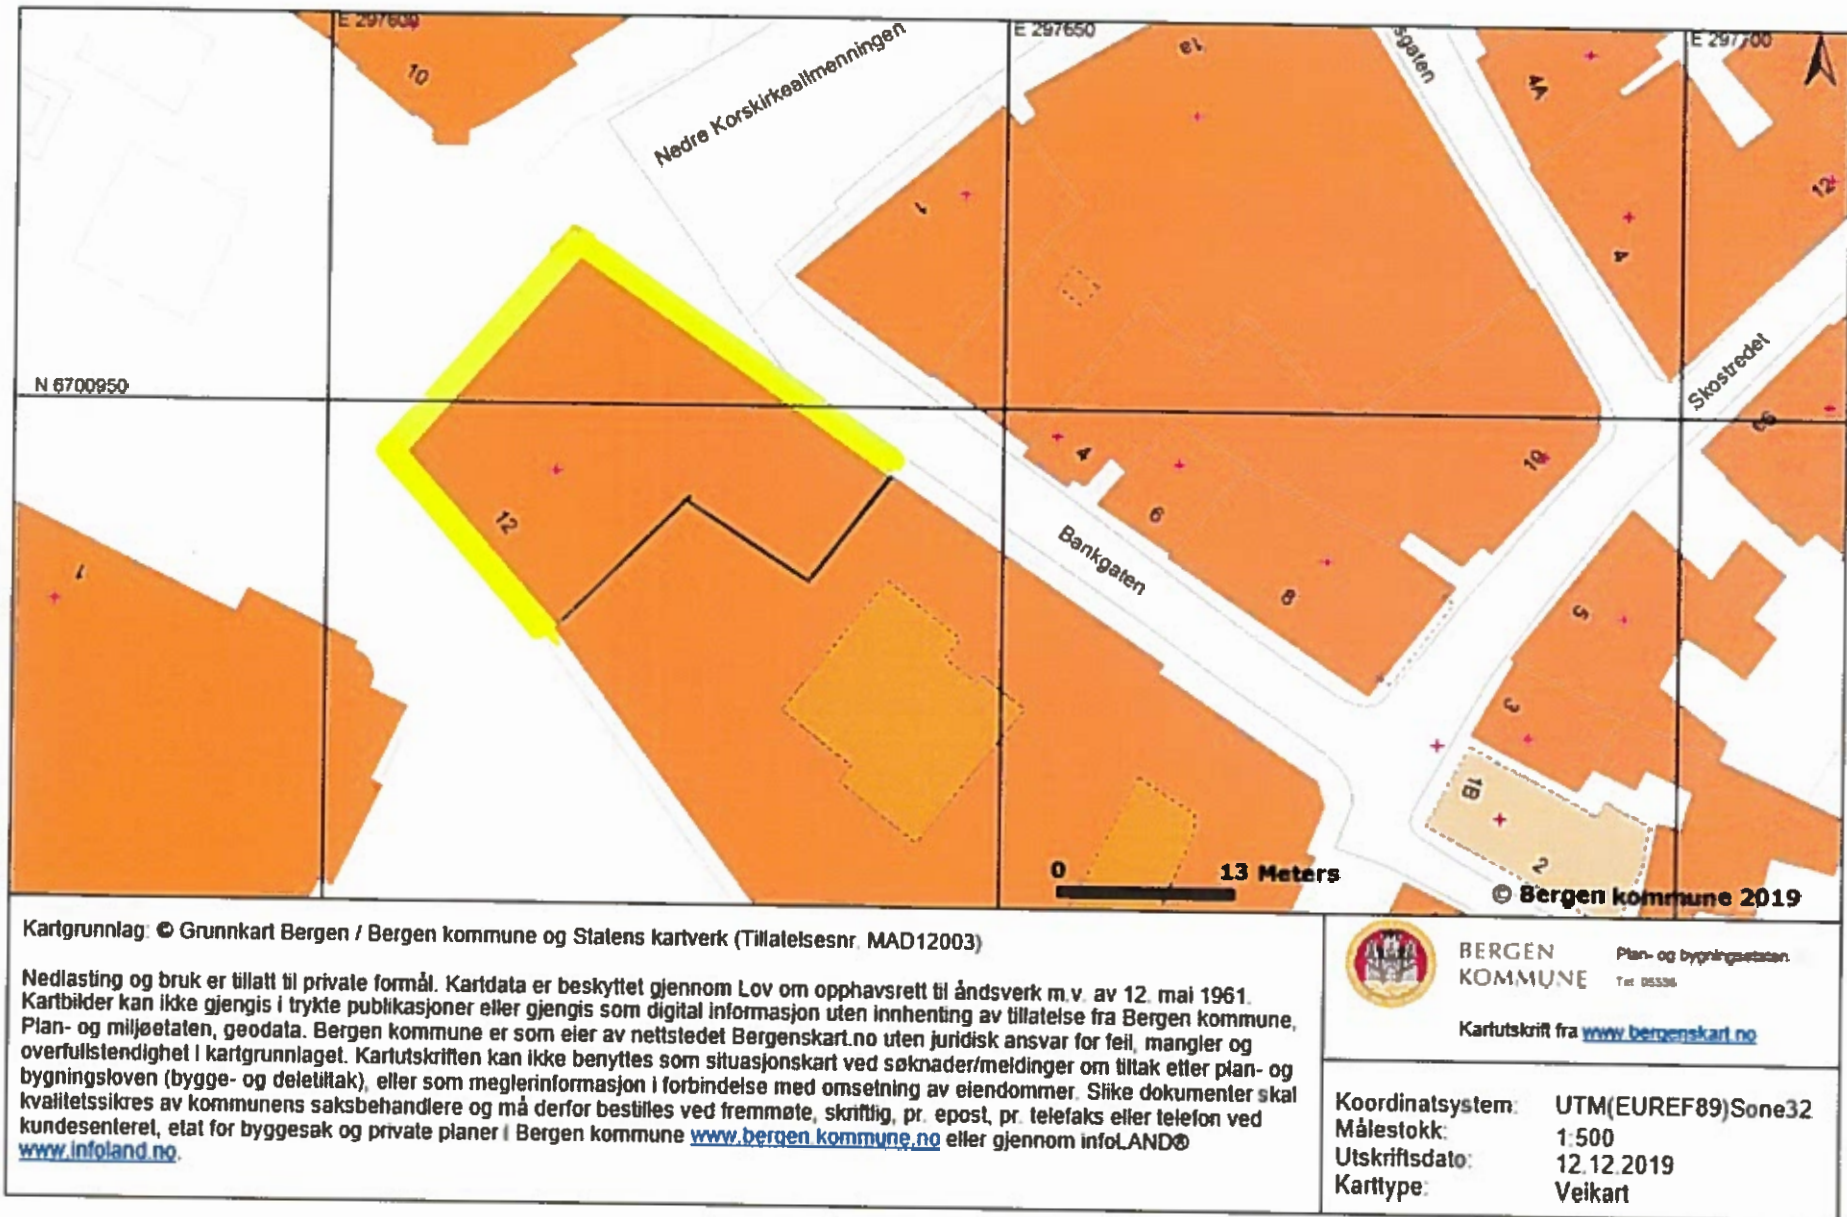 E 297600
E 297650
E 297700
10
Nedre Korskirkeallmenningen
1a
sgaten
4A
12
1
4
N 6700950
Skostredet
12
4
6
10
Bankgaten
8
5
1
3
1B
2
0 13 Meters
© Bergen kommune 2019
Kartgrunnlag: © Grunnkart Bergen / Bergen kommune og Statens kartverk (Tillatelsesnr. MAD12003)
Nedlasting og bruk er tillatt til private formål. Kartdata er beskyttet gjennom Lov om opphavsrett til åndsverk m.v. av 12. mai 1961.
Kartbilder kan ikke gjengis i trykte publikasjoner eller gjengis som digital informasjon uten innhenting av tillatelse fra Bergen kommune,
Plan- og miljøetaten, geodata. Bergen kommune er som eier av nettstedet Bergenskart.no uten juridisk ansvar for feil, mangler og
overfullstendighet i kartgrunnlaget. Kartutskriften kan ikke benyttes som situasjonskart ved søknader/meldinger om tiltak etter plan- og
bygningsloven (bygge- og deletiltak), eller som meglerinformasjon i forbindelse med omsetning av eiendommer. Slike dokumenter skal
kvalitetssikres av kommunens saksbehandlere og må derfor bestilles ved fremmøte, skriftlig, pr. epost, pr. telefaks eller telefon ved
kundesenteret, etat for byggesak og private planer i Bergen kommune www.bergen.kommune.no eller gjennom infoLAND®
www.infoland.no.
BERGEN
KOMMUNE
Plan- og bygningsetaten
Tel: 05556
Kartutskrift fra www.bergenskart.no
Koordinatsystem: UTM(EUREF89)Sone32
Målestokk: 1:500
Utskriftsdato: 12.12.2019
Karttype: Veikart